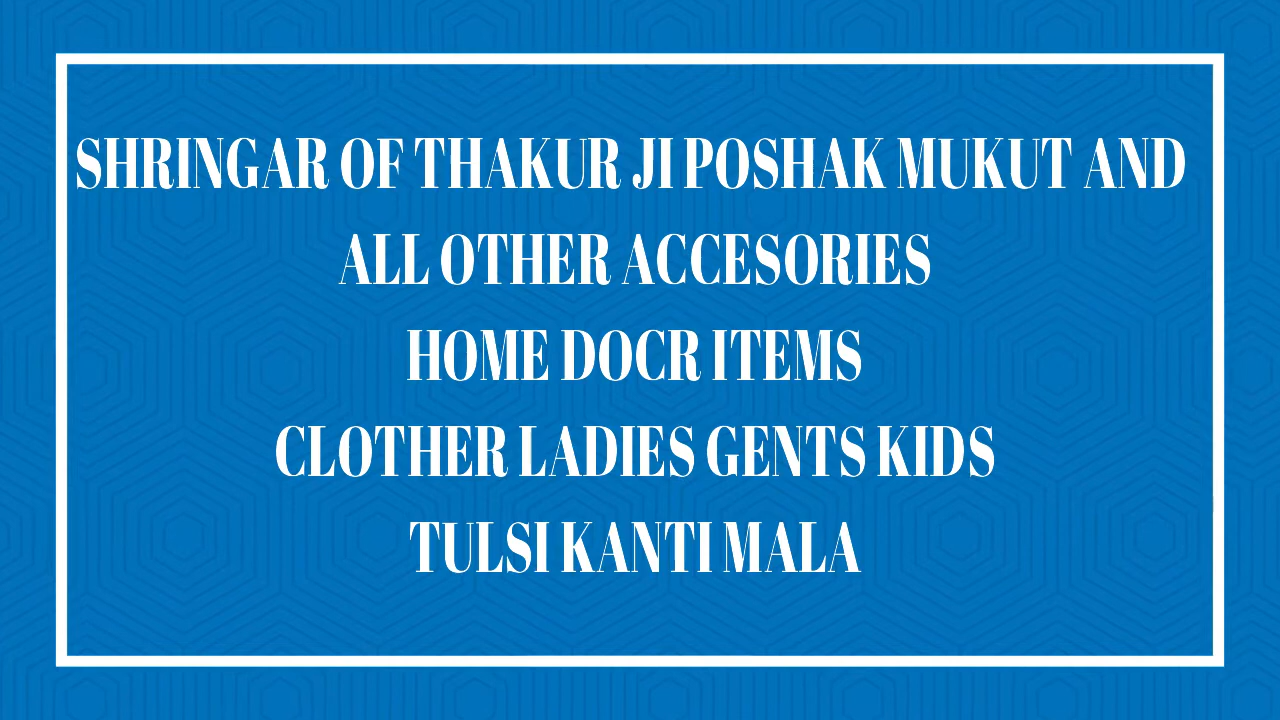 SHRINGAR OF THAKUR JI POSHAK MUKUT AND
ALL OTHER ACCESORIES
HOME DOCR ITEMS
CLOTHER LADIES GENTS KIDS
TULSI KANTI MALA